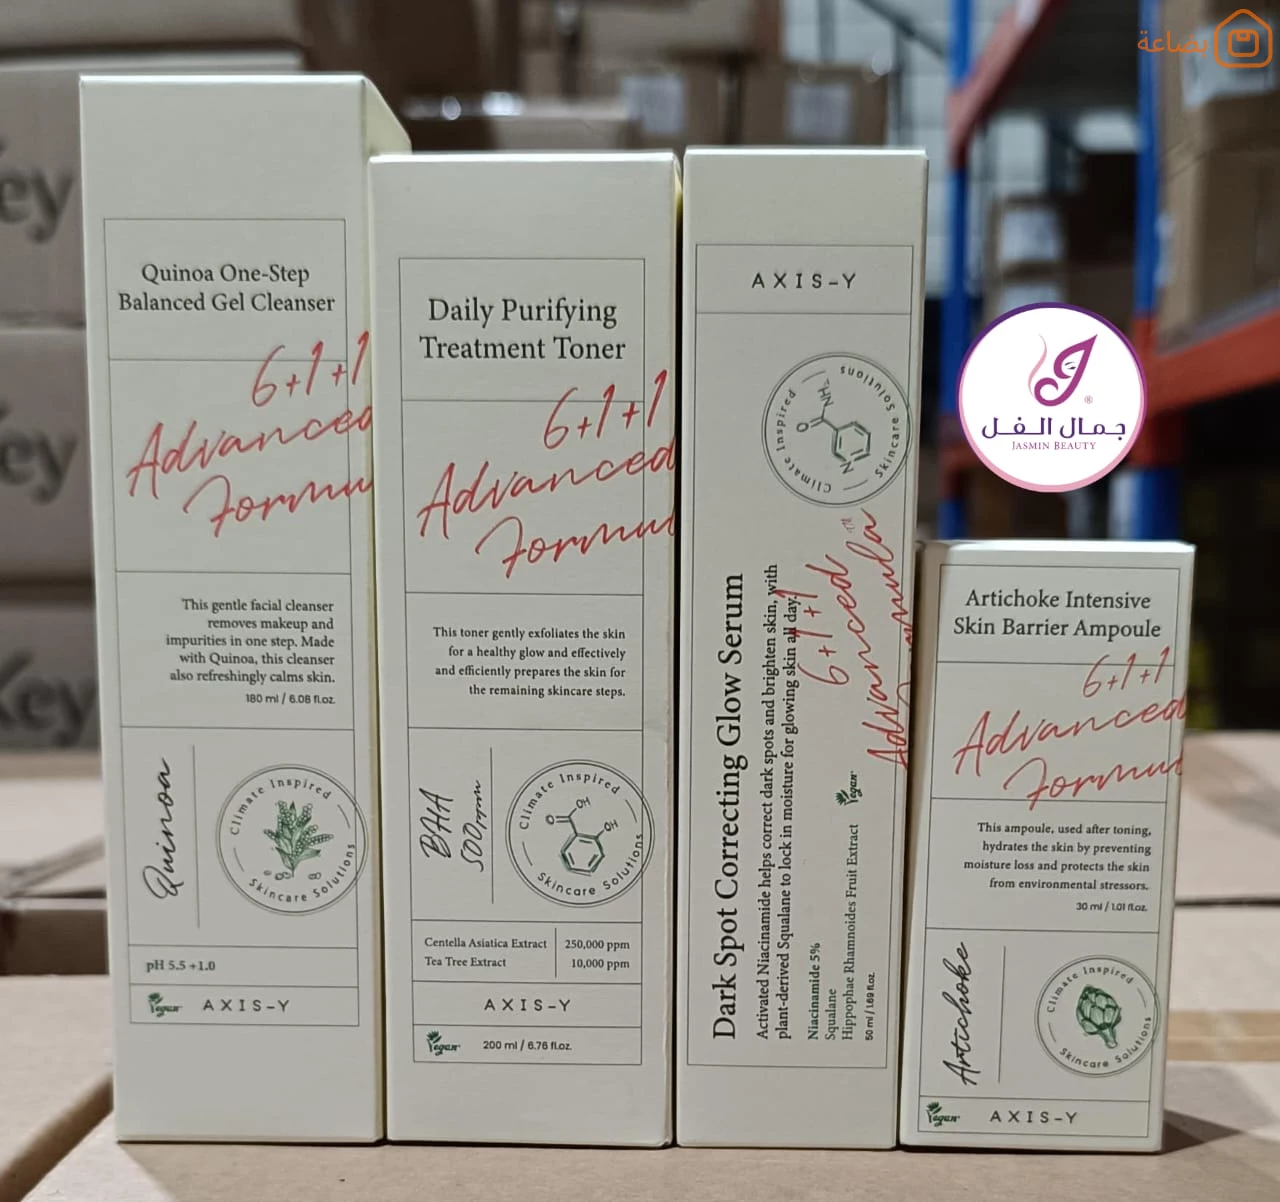 بضاعة
ey
ey
Key
Quinoa One-Step
Balanced Gel Cleanser
6+1+1
Advanced
Formu
This gentle facial cleanser
removes makeup and
impurities in one step. Made
with Quinoa, this cleanser
also refreshingly calms skin.
180 ml / 6.08 fl.oz.
Quinoa
Climate Inspired
Skincare Solutions
pH 5.5 ±1.0
Vegan
AXIS-Y
Daily Purifying
Treatment Toner
6+1+1
Advanced
Formul
This toner gently exfoliates the skin
for a healthy glow and effectively
and efficiently prepares the skin for
the remaining skincare steps.
BHA
500ppm
Climate Inspired
Skincare Solutions
OH
O
OH
Centella Asiatica Extract 250,000 ppm
Tea Tree Extract 10,000 ppm
AXIS-Y
Vegan
200 ml / 6.76 fl.oz.
AXIS-Y
Climate Inspired
Skincare Solutions
NH₂
O
N
Dark Spot Correcting Glow Serum
Activated Niacinamide helps correct dark spots and brighten skin, with
plant-derived Squalane to lock in moisture for glowing skin all day.
6+1+1
Advanced
Formula™
Niacinamide 5%
Squalane
Hippophae Rhamnoides Fruit Extract
Vegan
50 ml / 1.69 fl.oz.
جمال الفل
®
JASMIN BEAUTY
Artichoke Intensive
Skin Barrier Ampoule
6+1+1
Advanced
Formul
This ampoule, used after toning,
hydrates the skin by preventing
moisture loss and protects the skin
from environmental stressors.
30 ml / 1.01 fl.oz.
Artichoke
Climate Inspired
Skincare Solutions
Vegan
AXIS-Y